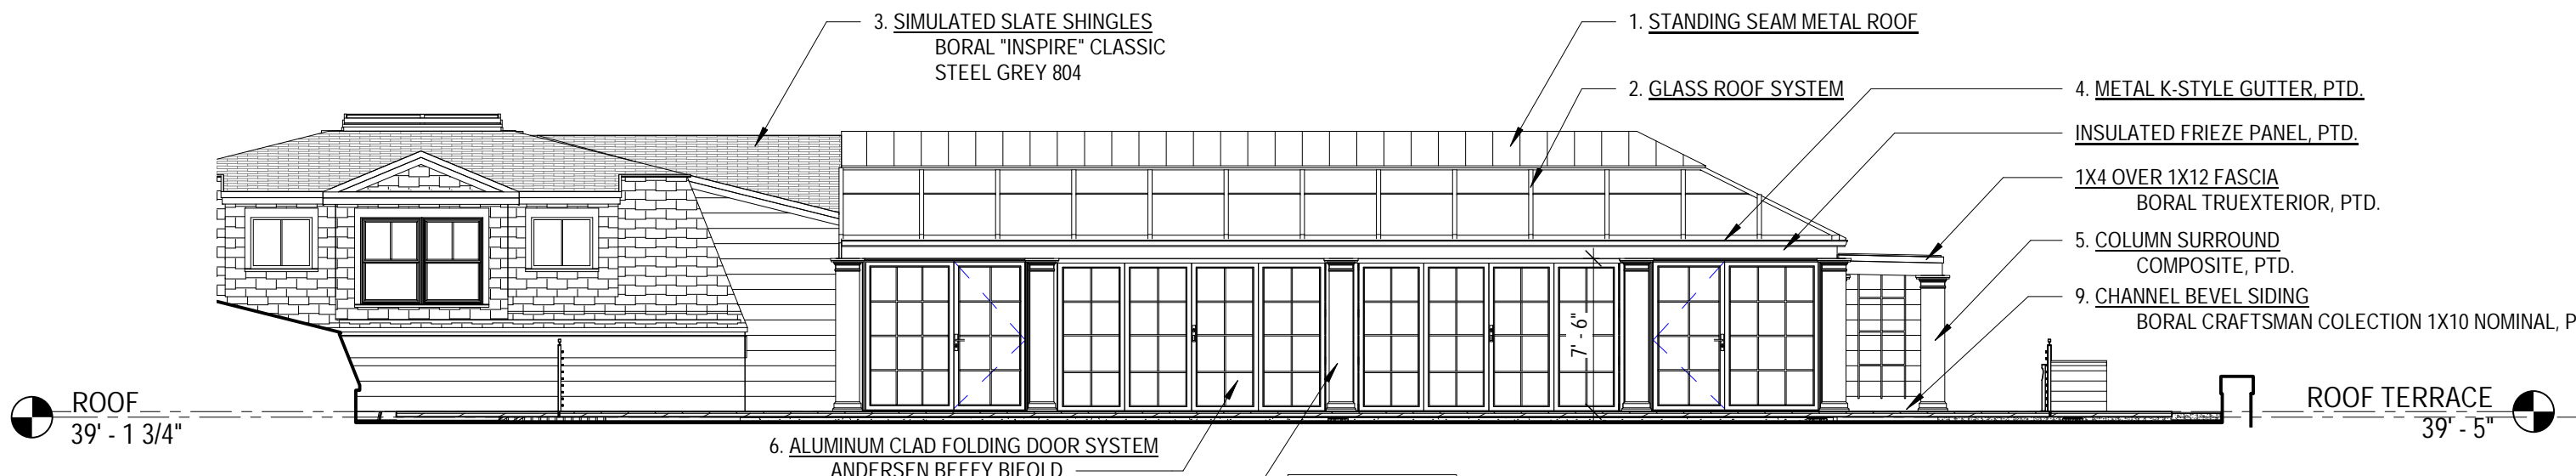 3. SIMULATED SLATE SHINGLES
BORAL "INSPIRE" CLASSIC
STEEL GREY 804
1. STANDING SEAM METAL ROOF
2. GLASS ROOF SYSTEM
4. METAL K-STYLE GUTTER, PTD.
INSULATED FRIEZE PANEL, PTD.
1X4 OVER 1X12 FASCIA
BORAL TRUEXTERIOR, PTD.
5. COLUMN SURROUND
COMPOSITE, PTD.
9. CHANNEL BEVEL SIDING
BORAL CRAFTSMAN COLECTION 1X10 NOMINAL, P
7' - 6"
ROOF
39' - 1 3/4"
ROOF TERRACE
39' - 5"
6. ALUMINUM CLAD FOLDING DOOR SYSTEM
ANDERSEN BEFFY BIFOLD